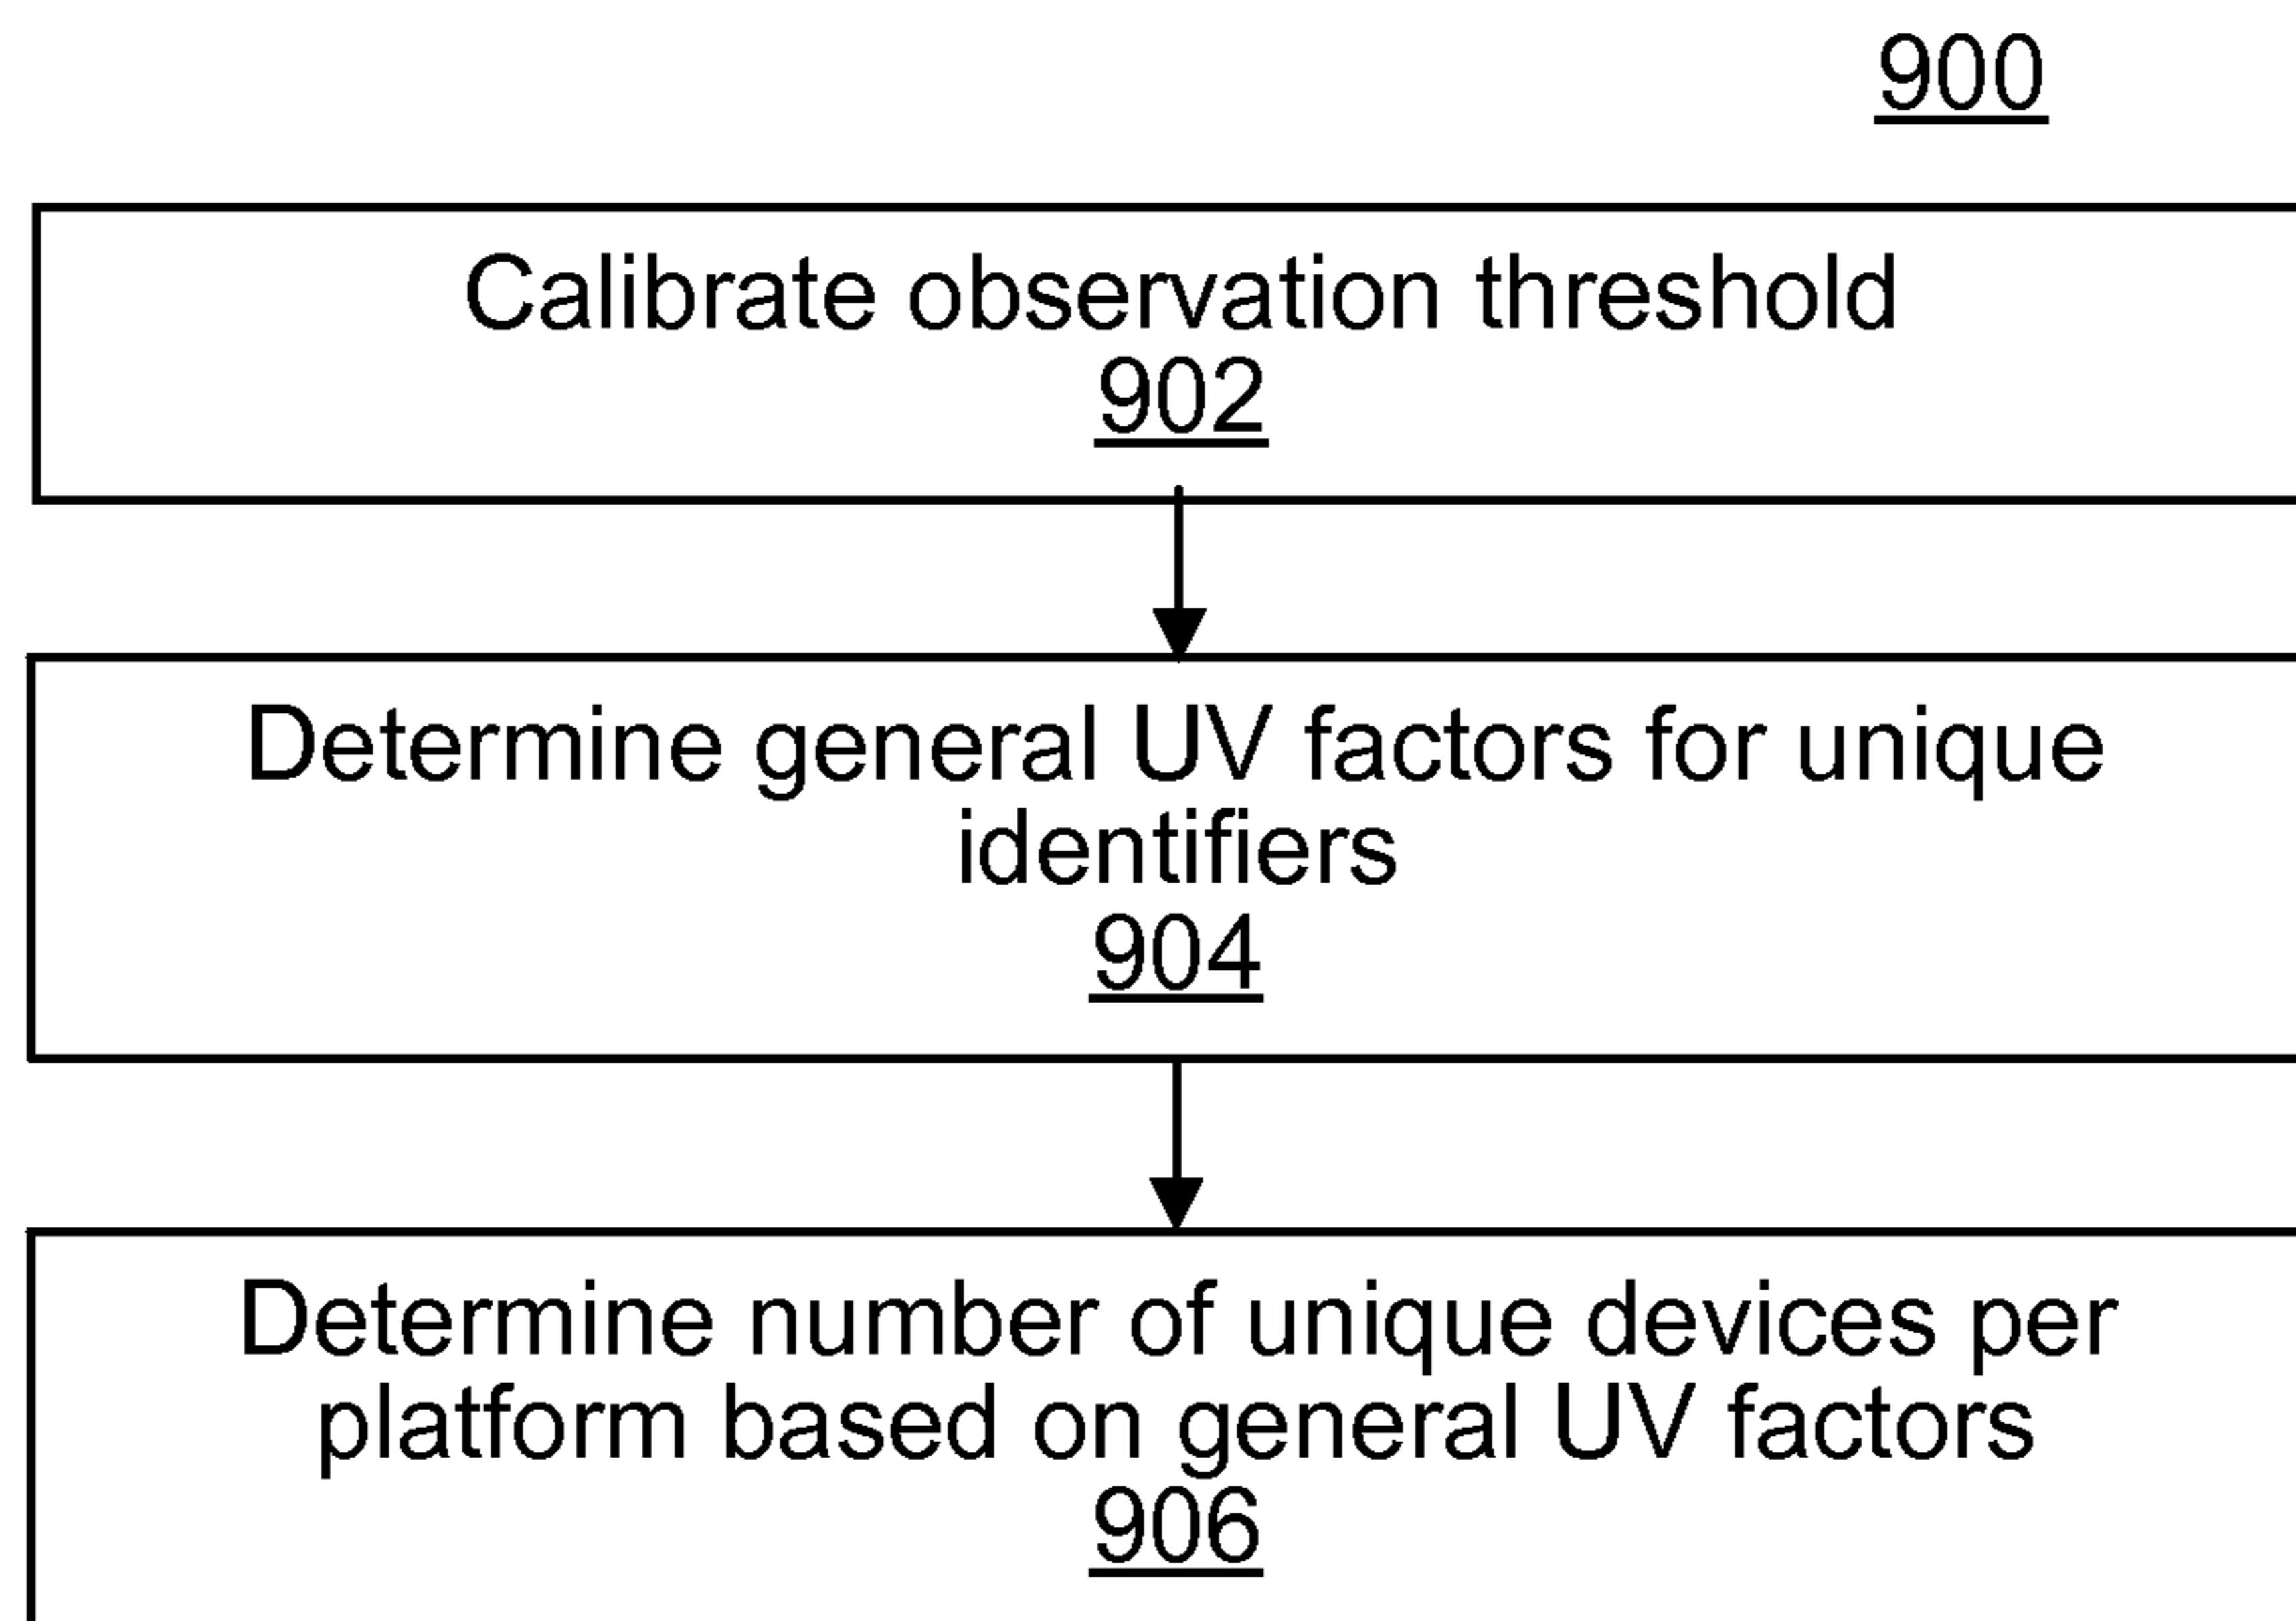 900
Calibrate observation threshold
902
Determine general UV factors for unique
identifiers
904
Determine number of unique devices per
platform based on general UV factors
906